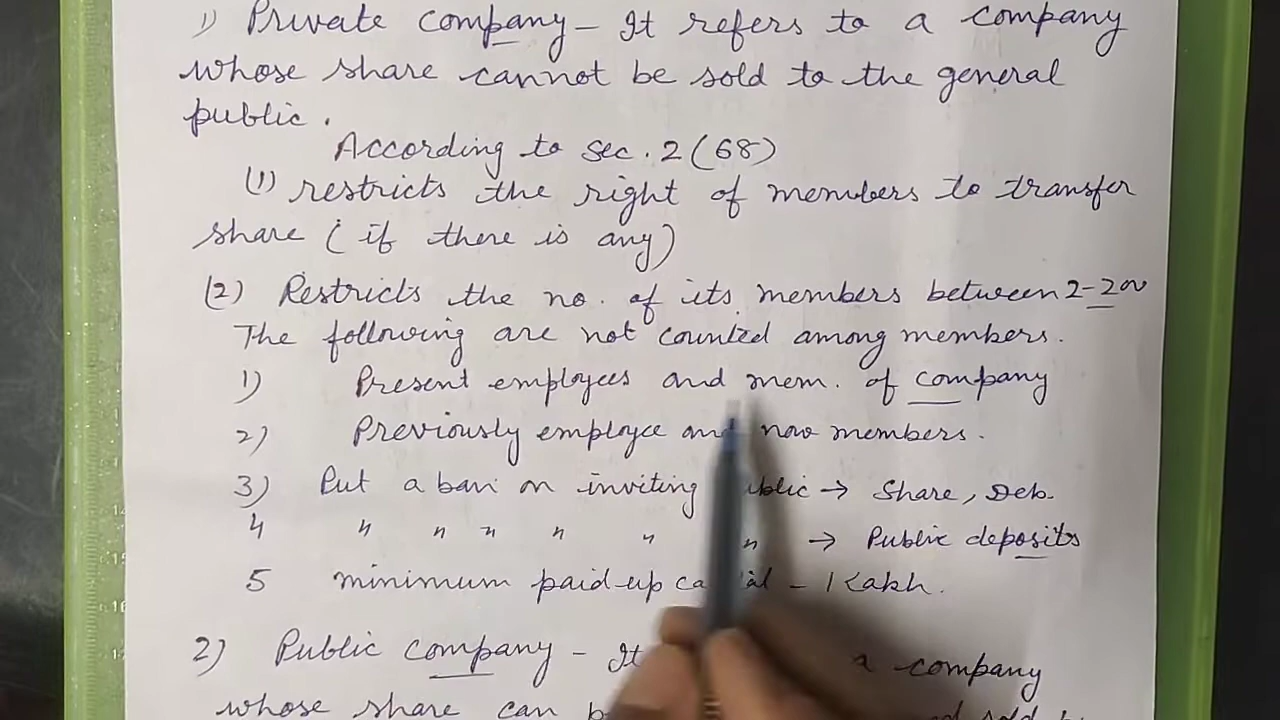 1) Private company - It refers to a company
whose share cannot be sold to the general
public.
According to sec. 2 (68)
(1) restricts the right of members to transfer
share ( if there is any)
(2) Restricts the no. of its members between 2-200
The following are not counted among members.
1) Present employees and mem. of company
2) Previously employee and now members.
3) Put a ban on inviting public → Share, Deb.
4 " " " " " " → Public deposits
5 minimum paid-up capital - 1 Lakh.
2) Public company - It a company
whose share can sold